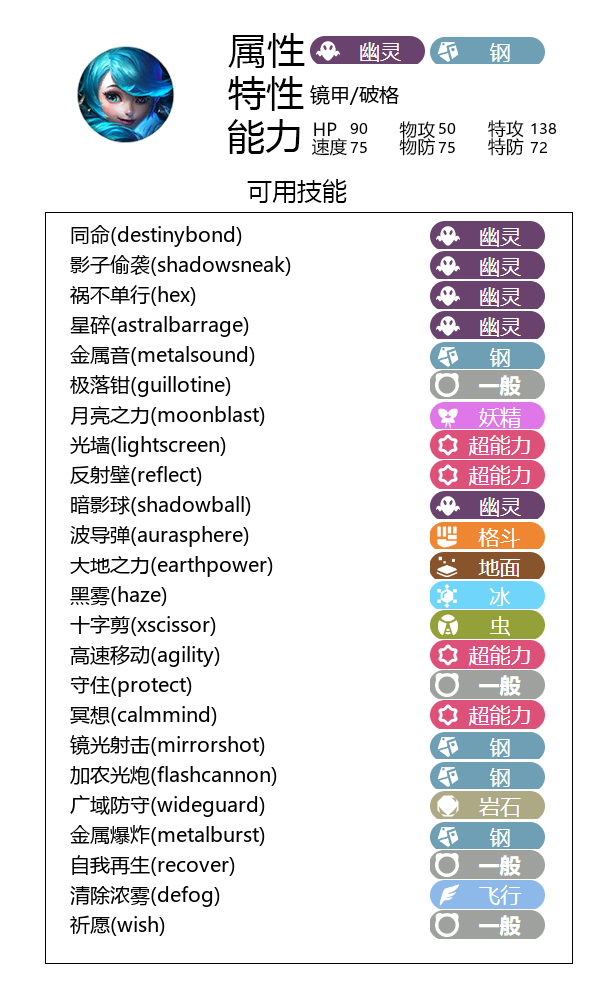 属性 幽灵 钢
特性 镜甲/破格
能力 HP 90 物攻 50 特攻 138
速度 75 物防 75 特防 72
可用技能
同命(destinybond) 幽灵
影子偷袭(shadowsneak) 幽灵
祸不单行(hex) 幽灵
星碎(astralbarrage) 幽灵
金属音(metalsound) 钢
极落钳(guillotine) 一般
月亮之力(moonblast) 妖精
光墙(lightscreen) 超能力
反射壁(reflect) 超能力
暗影球(shadowball) 幽灵
波导弹(aurasphere) 格斗
大地之力(earthpower) 地面
黑雾(haze) 冰
十字剪(xscissor) 虫
高速移动(agility) 超能力
守住(protect) 一般
冥想(calmmind) 超能力
镜光射击(mirrorshot) 钢
加农光炮(flashcannon) 钢
广域防守(wideguard) 岩石
金属爆炸(metalburst) 钢
自我再生(recover) 一般
清除浓雾(defog) 飞行
祈愿(wish) 一般